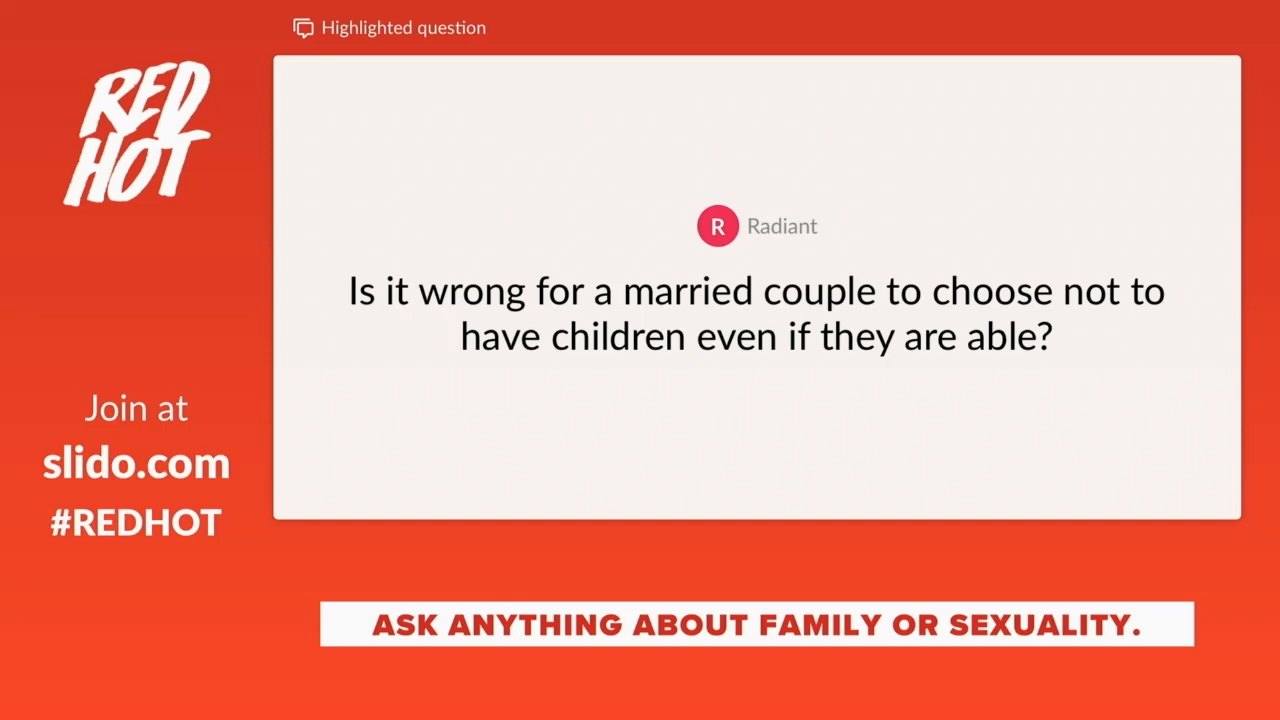 Highlighted question
RED
HOT
R Radiant
Is it wrong for a married couple to choose not to
have children even if they are able?
Join at
slido.com
#REDHOT
ASK ANYTHING ABOUT FAMILY OR SEXUALITY.